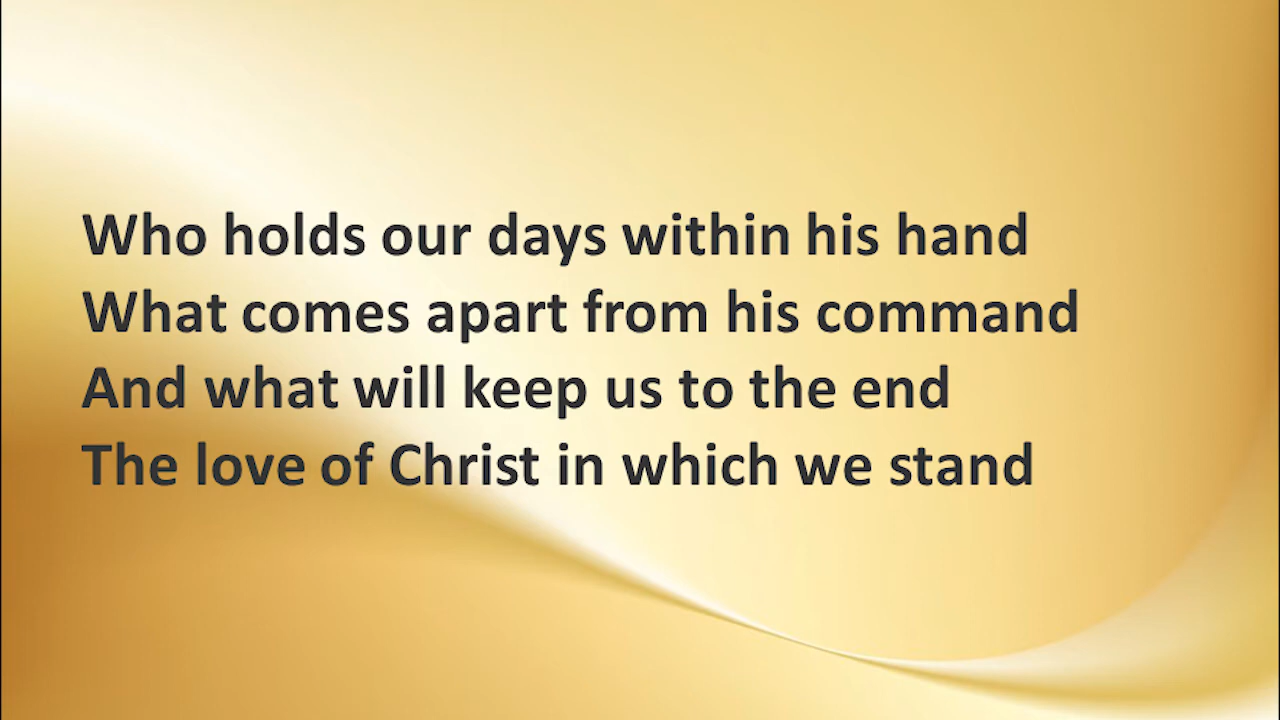 Who holds our days within his hand
What comes apart from his command
And what will keep us to the end
The love of Christ in which we stand